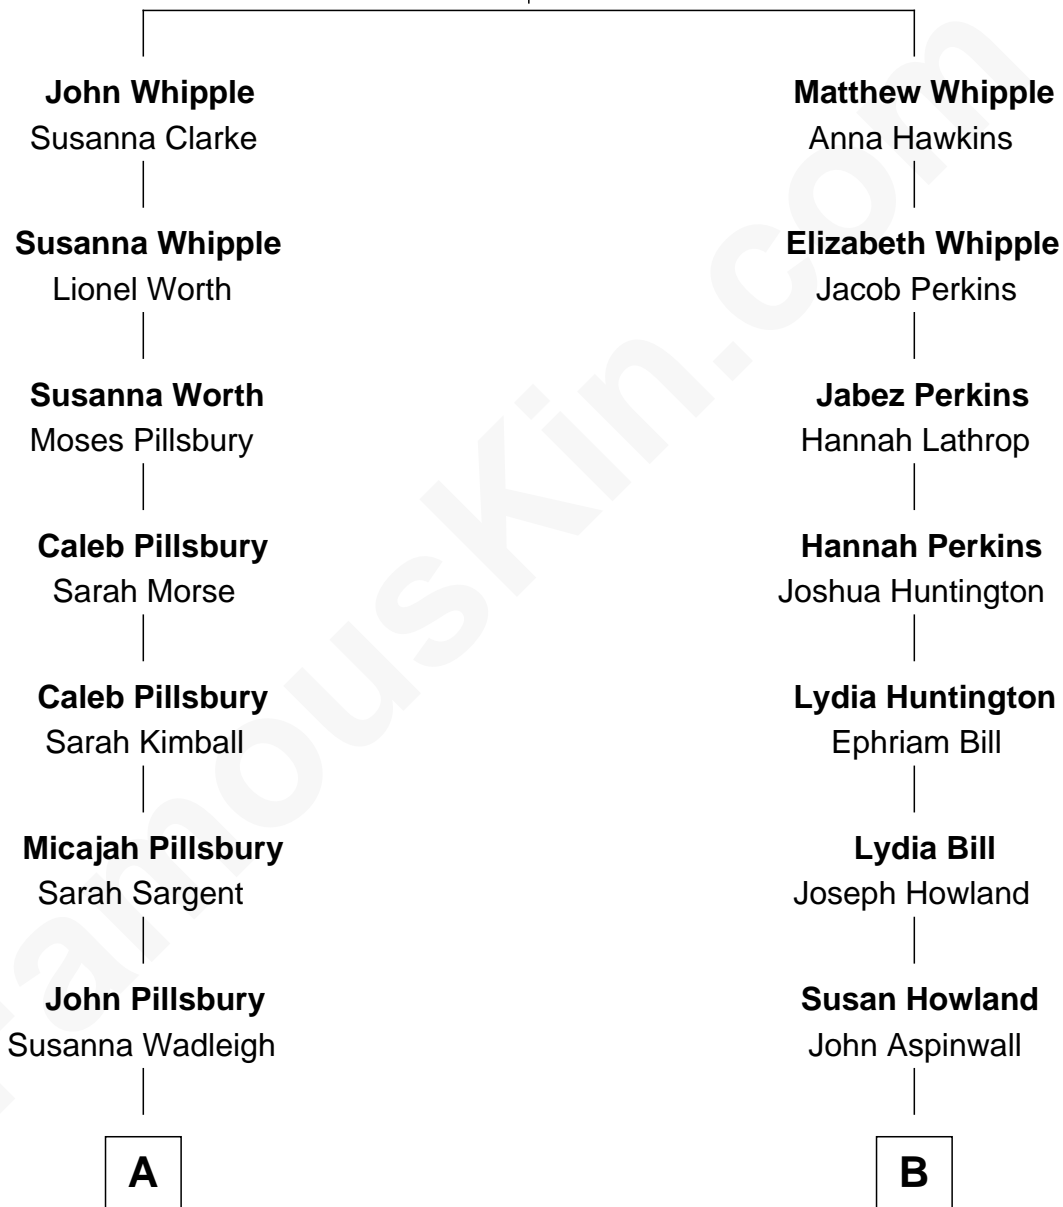 John Whipple
Susanna Clarke
Susanna Whipple
Lionel Worth
Susanna Worth
Moses Pillsbury
Caleb Pillsbury
Sarah Morse
Caleb Pillsbury
Sarah Kimball
Micajah Pillsbury
Sarah Sargent
John Pillsbury
Susanna Wadleigh
A
Matthew Whipple
Anna Hawkins
Elizabeth Whipple
Jacob Perkins
Jabez Perkins
Hannah Lathrop
Hannah Perkins
Joshua Huntington
Lydia Huntington
Ephriam Bill
Lydia Bill
Joseph Howland
Susan Howland
John Aspinwall
B
FamousKin.com